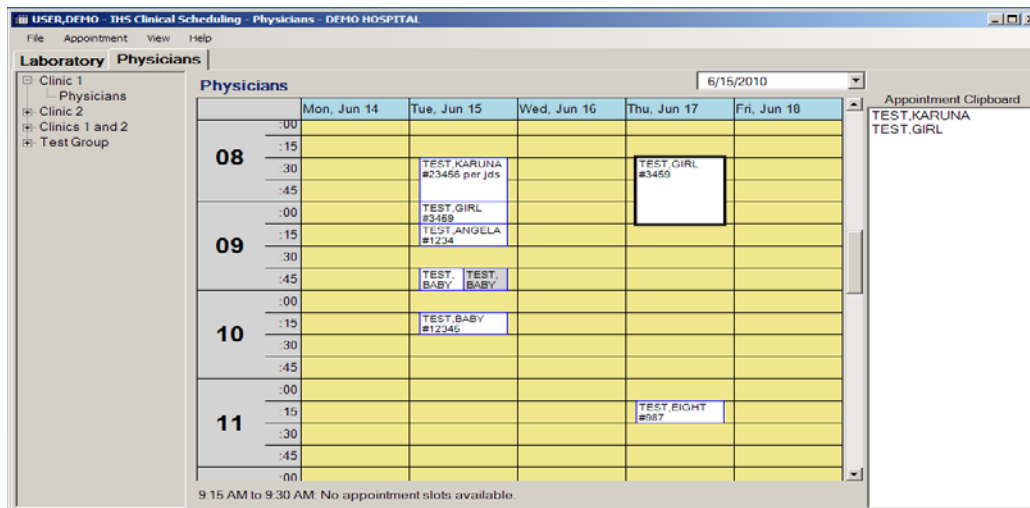 USER,DEMO - IHS Clinical Scheduling - Physicians - DEMO HOSPITAL
File Appointment View Help
Laboratory Physicians
Clinic 1
Physicians
Clinic 2
Clinics 1 and 2
Test Group
Physicians
6/15/2010
Mon, Jun 14 Tue, Jun 15 Wed, Jun 16 Thu, Jun 17 Fri, Jun 18
:00
08
:15
:30
:45
09
:00
:15
:30
:45
10
:00
:15
:30
:45
11
:00
:15
:30
:45
:00
TEST,KARUNA
#23456 per jds
TEST,GIRL
#3459
TEST,ANGELA
#1234
TEST, TEST,
BABY BABY
TEST,BABY
#12345
TEST,GIRL
#3459
TEST,EIGHT
#987
Appointment Clipboard
TEST,KARUNA
TEST,GIRL
9:15 AM to 9:30 AM: No appointment slots available.